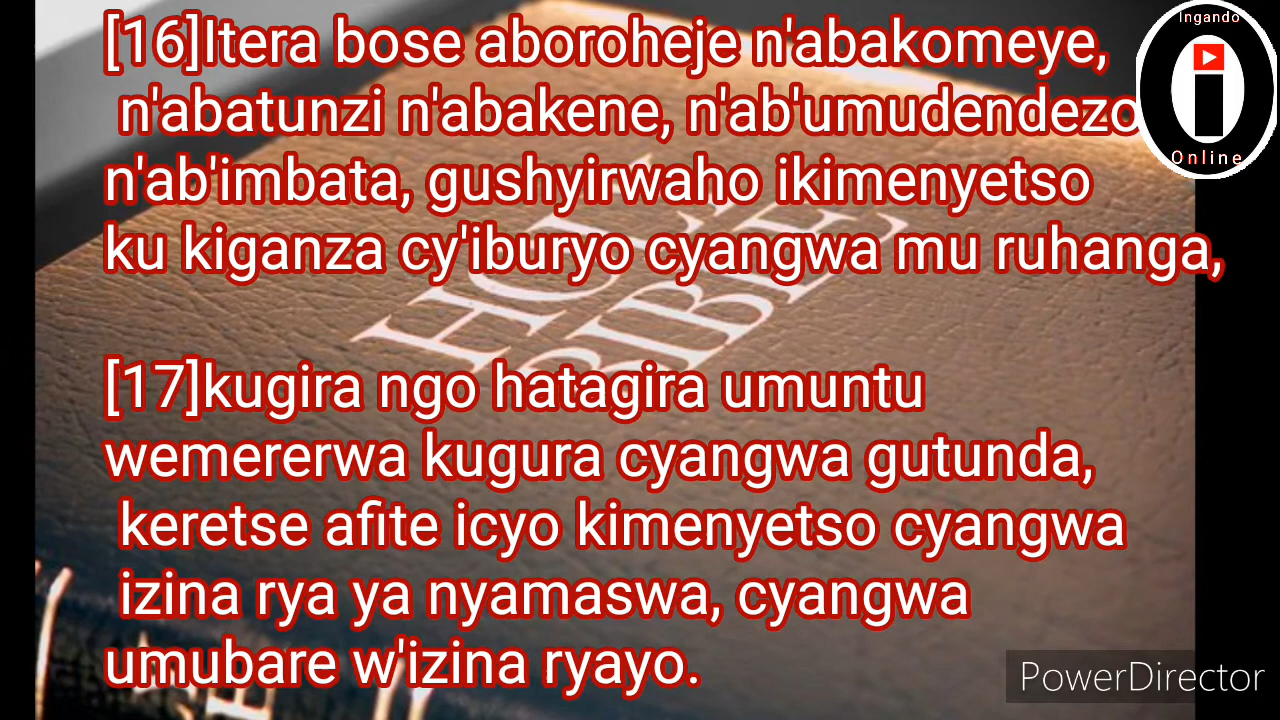 [16]Itera bose aboroheje n'abakomeye,
n'abatunzi n'abakene, n'ab'umudendezo
n'ab'imbata, gushyirwaho ikimenyetso
ku kiganza cy'iburyo cyangwa mu ruhanga,
[17]kugira ngo hatagira umuntu
wemererwa kugura cyangwa gutunda,
keretse afite icyo kimenyetso cyangwa
izina rya ya nyamaswa, cyangwa
umubare w'izina ryayo.
Ingando
i
Online
HOLY
BIBLE
PowerDirector